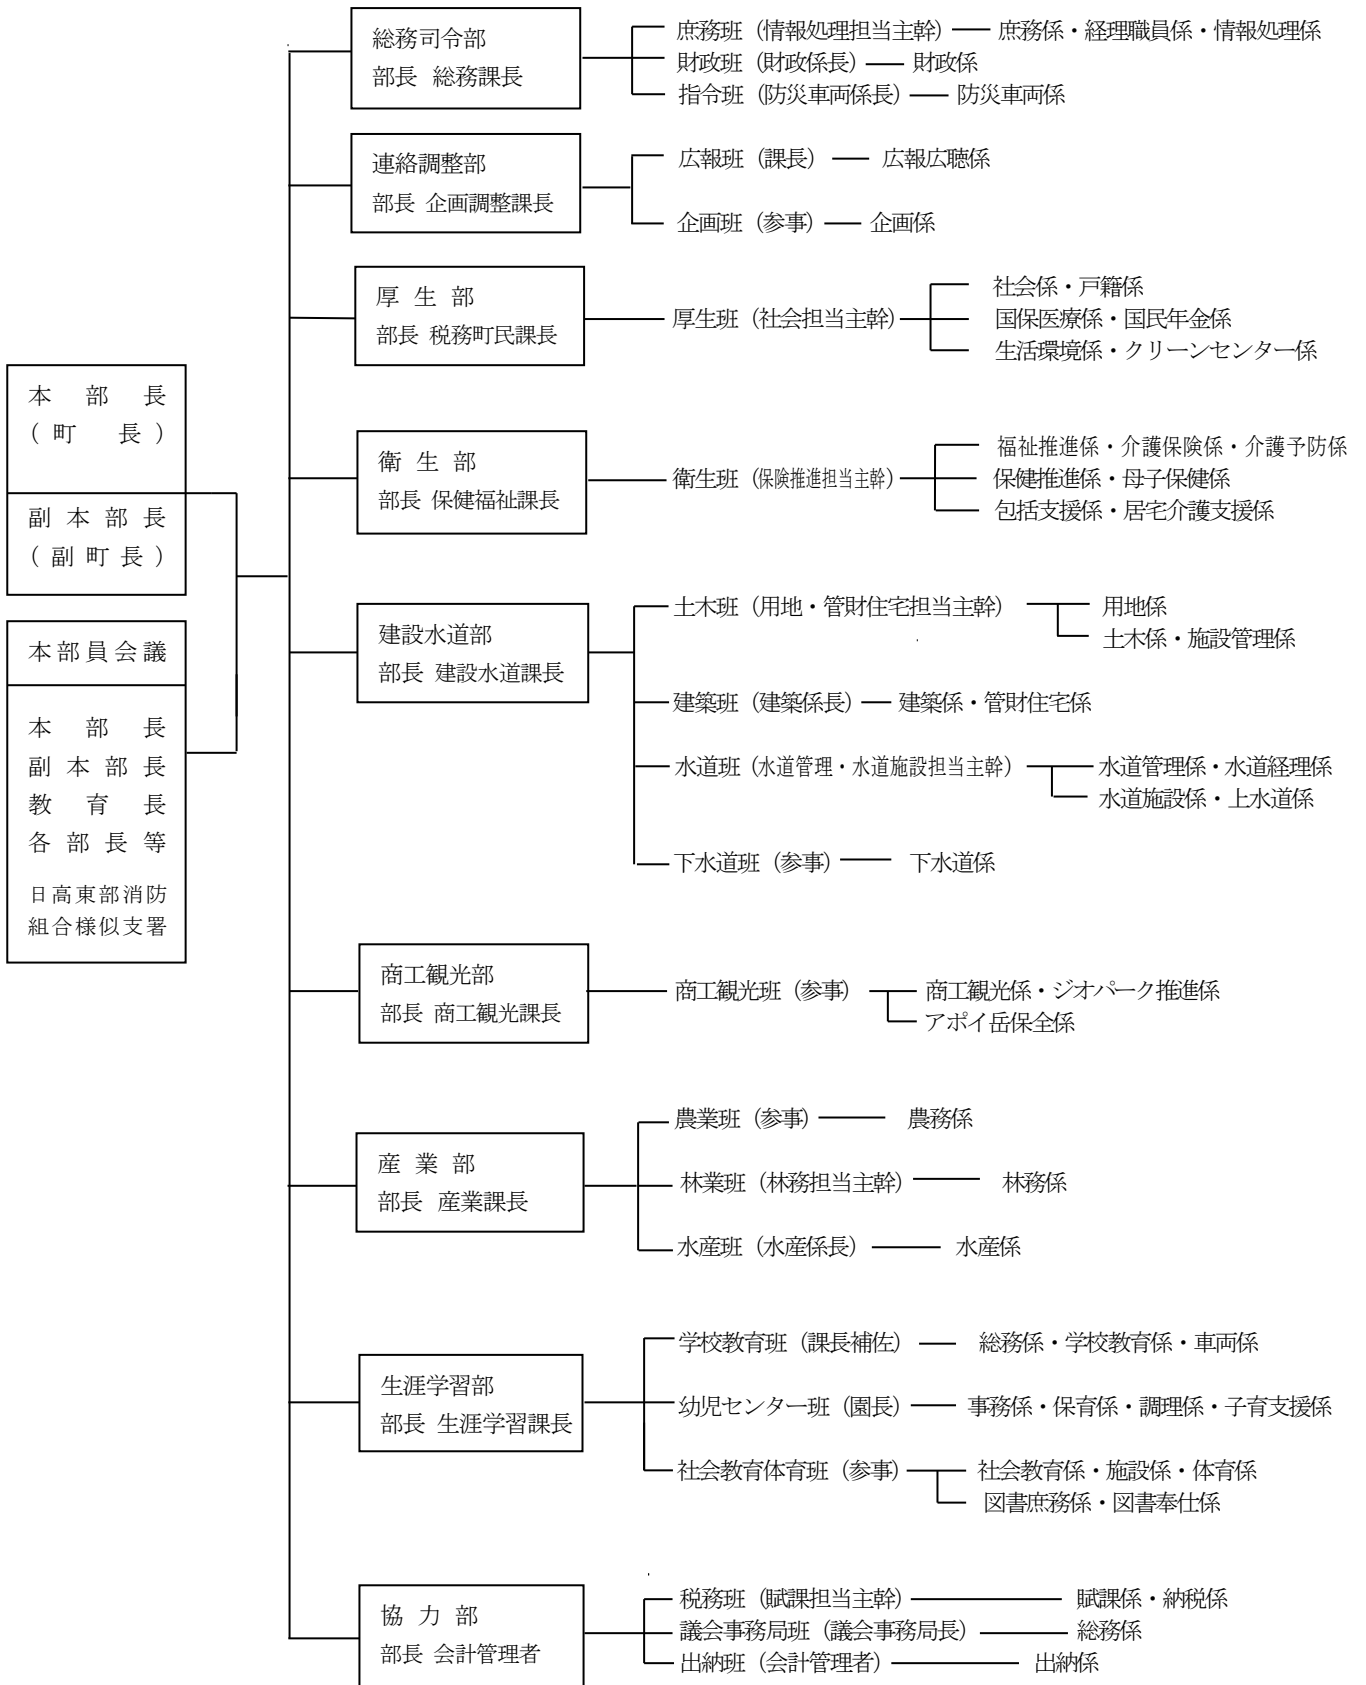 本部長
(町長)
副本部長
(副町長)
本部員会議
本部長
副本部長
教育長
各部長等
日高東部消防
組合様似支署
総務司令部
部長 総務課長
庶務班（情報処理担当主幹） 庶務係・経理職員係・情報処理係
財政班（財政係長） 財政係
指令班（防災車両係長） 防災車両係
連絡調整部
部長 企画調整課長
広報班（課長） 広報広聴係
企画班（参事） 企画係
厚生部
部長 税務町民課長
厚生班（社会担当主幹）
社会係・戸籍係
国保医療係・国民年金係
生活環境係・クリーンセンター係
衛生部
部長 保健福祉課長
衛生班（保険推進担当主幹）
福祉推進係・介護保険係・介護予防係
保健推進係・母子保健係
包括支援係・居宅介護支援係
建設水道部
部長 建設水道課長
土木班（用地・管財住宅担当主幹） 用地係
土木係・施設管理係
建築班（建築係長） 建築係・管財住宅係
水道班（水道管理・水道施設担当主幹） 水道管理係・水道経理係
水道施設係・上水道係
下水道班（参事） 下水道係
商工観光部
部長 商工観光課長
商工観光班（参事） 商工観光係・ジオパーク推進係
アポイ岳保全係
産業部
部長 産業課長
農業班（参事） 農務係
林業班（林務担当主幹） 林務係
水産班（水産係長） 水産係
生涯学習部
部長 生涯学習課長
学校教育班（課長補佐） 総務係・学校教育係・車両係
幼児センター班（園長） 事務係・保育係・調理係・子育支援係
社会教育体育班（参事） 社会教育係・施設係・体育係
図書庶務係・図書奉仕係
協力部
部長 会計管理者
税務班（賦課担当主幹） 賦課係・納税係
議会事務局班（議会事務局長） 総務係
出納班（会計管理者） 出納係